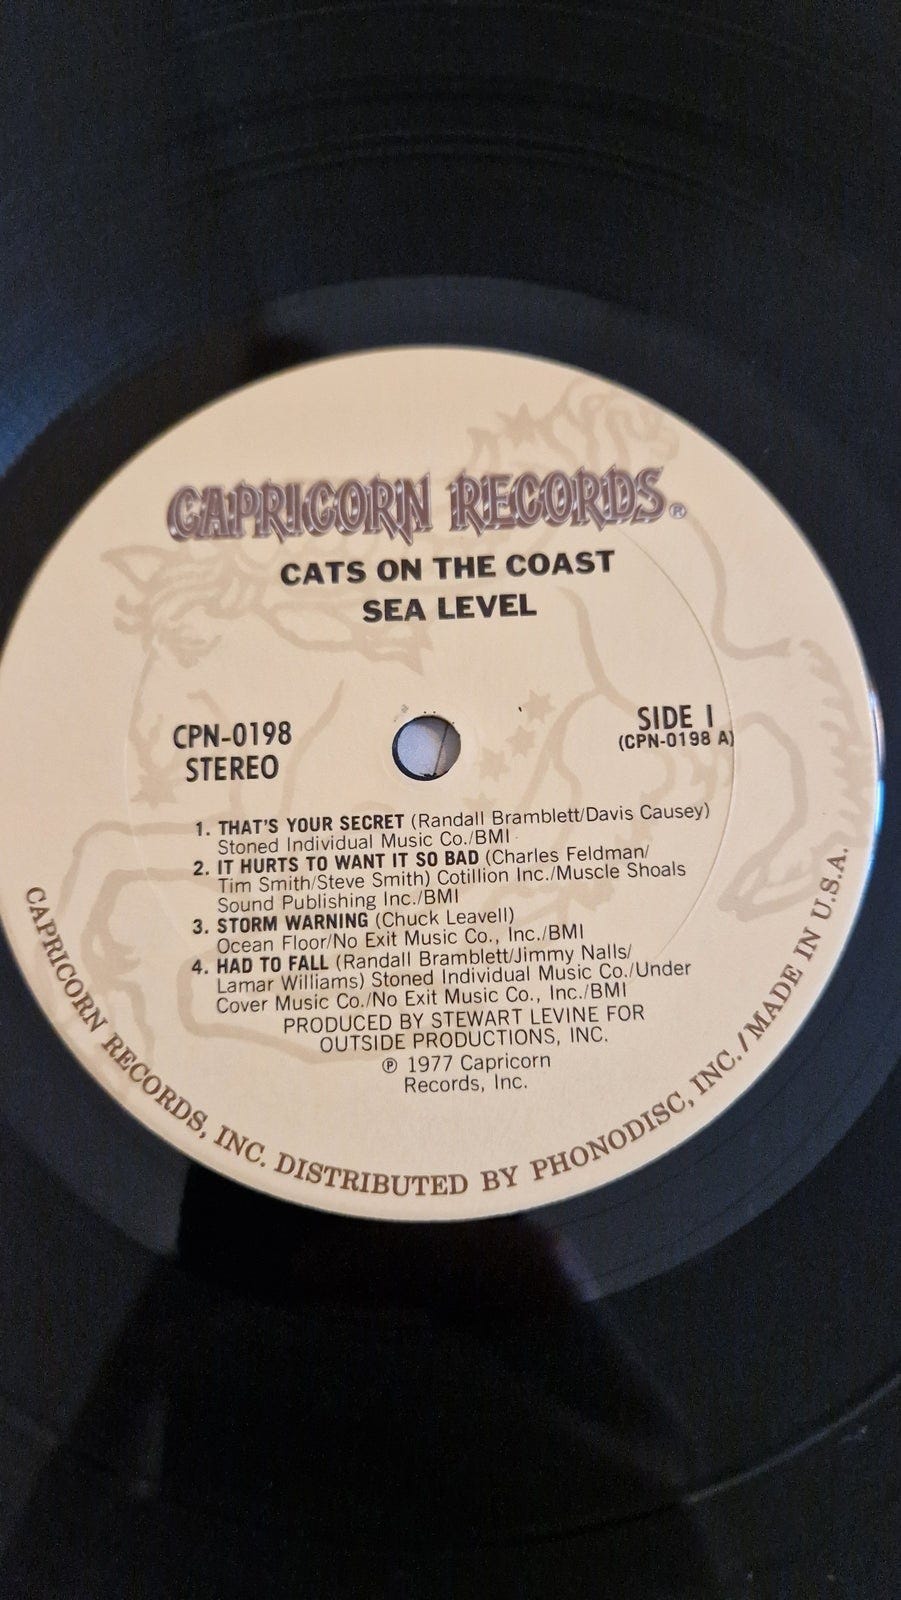 CAPRICORN RECORDS®
CATS ON THE COAST
SEA LEVEL
CPN-0198
STEREO
SIDE I
(CPN-0198 A)
1. THAT'S YOUR SECRET (Randall Bramblett/Davis Causey)
Stoned Individual Music Co./BMI
2. IT HURTS TO WANT IT SO BAD (Charles Feldman/
Tim Smith/Steve Smith) Cotillion Inc./Muscle Shoals
Sound Publishing Inc./BMI
3. STORM WARNING (Chuck Leavell)
Ocean Floor/No Exit Music Co., Inc./BMI
4. HAD TO FALL (Randall Bramblett/Jimmy Nalls/
Lamar Williams) Stoned Individual Music Co./Under
Cover Music Co./No Exit Music Co., Inc./BMI
PRODUCED BY STEWART LEVINE FOR
OUTSIDE PRODUCTIONS, INC.
℗ 1977 Capricorn
Records, Inc.
CAPRICORN RECORDS, INC. DISTRIBUTED BY PHONODISC, INC./MADE IN U.S.A.